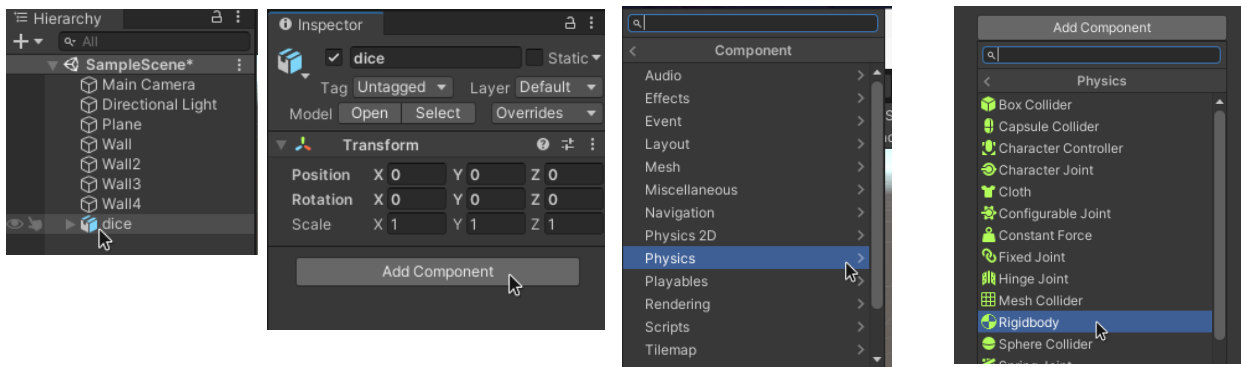 Hierarchy
All
SampleScene*
Main Camera
Directional Light
Plane
Wall
Wall2
Wall3
Wall4
dice
Inspector
dice Static
Tag Untagged Layer Default
Model Open Select Overrides
Transform
Position X 0 Y 0 Z 0
Rotation X 0 Y 0 Z 0
Scale X 1 Y 1 Z 1
Add Component
Component
Audio
Effects
Event
Layout
Mesh
Miscellaneous
Navigation
Physics 2D
Physics
Playables
Rendering
Scripts
Tilemap
Add Component
Physics
Box Collider
Capsule Collider
Character Controller
Character Joint
Cloth
Configurable Joint
Constant Force
Fixed Joint
Hinge Joint
Mesh Collider
Rigidbody
Sphere Collider
Spring Joint